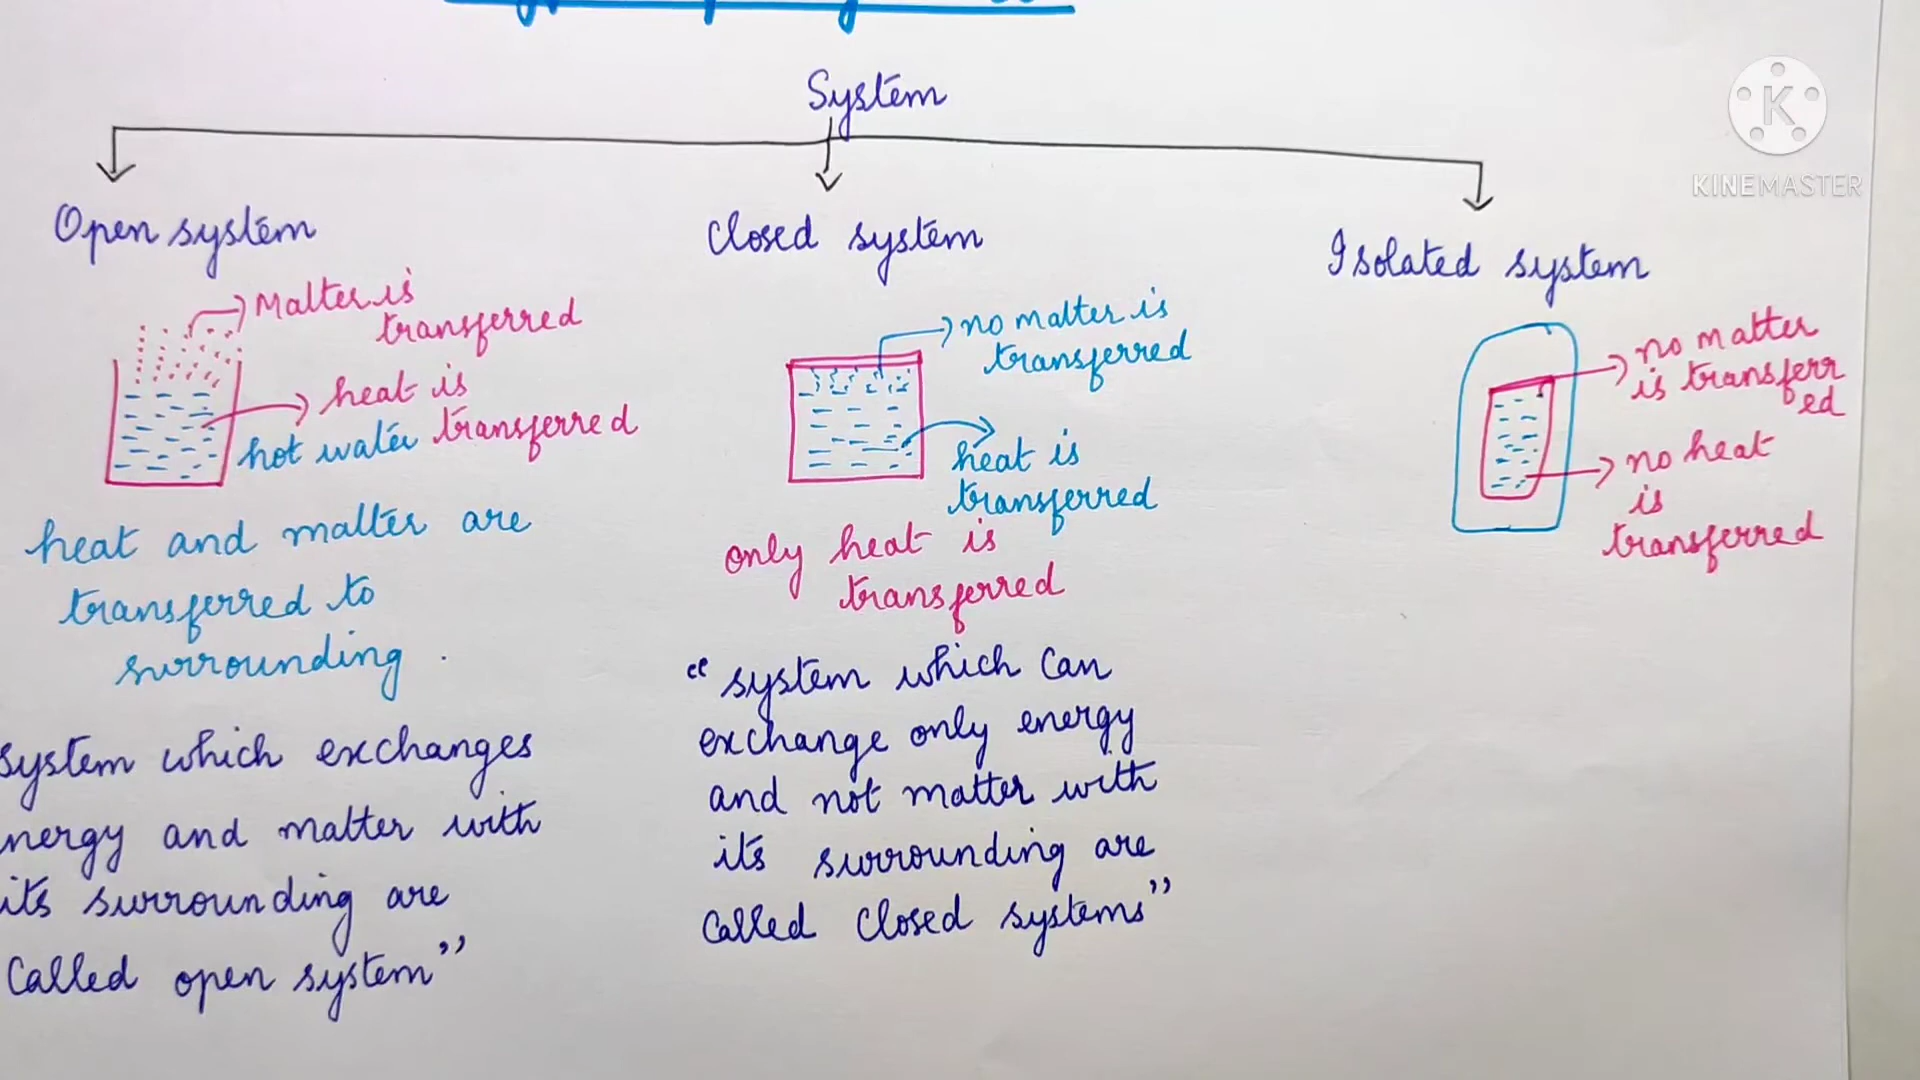 System
Open system
Matter is
transferred
heat is
transferred
hot water
heat and matter are
transferred to
surrounding.
system which exchanges
nergy and matter with
its surrounding are
Called open system”
Closed system
no matter is
transferred
heat is
transferred
only heat is
transferred
“system which can
exchange only energy
and not matter with
its surrounding are
Called Closed systems”
Isolated system
no matter
is transferr
ed
no heat
is
transferred
K
KINEMASTER